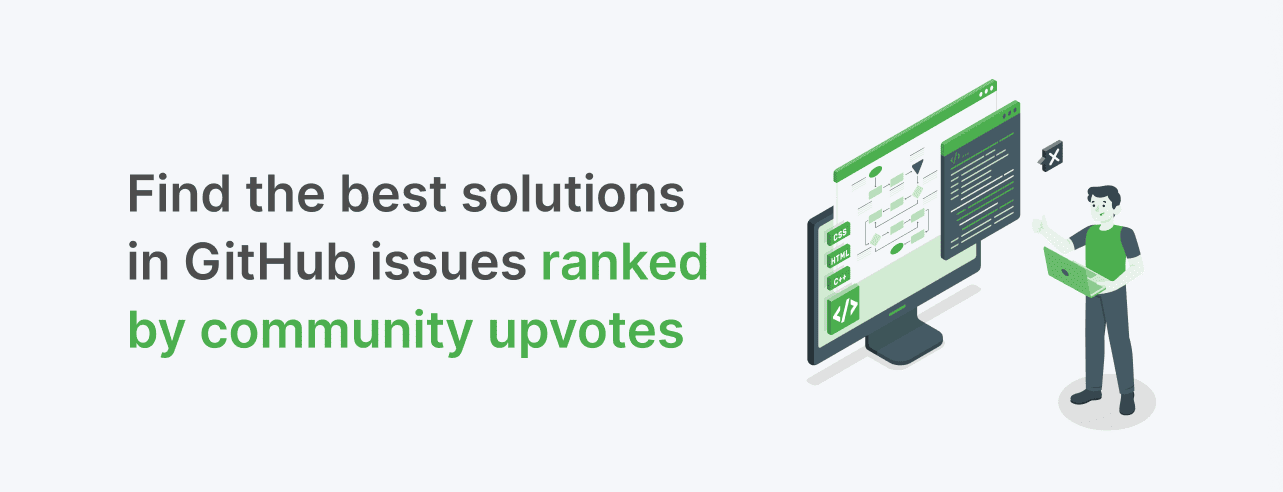 Find the best solutions
in GitHub issues ranked
by community upvotes
CSS
HTML
C++
</>
</>
X